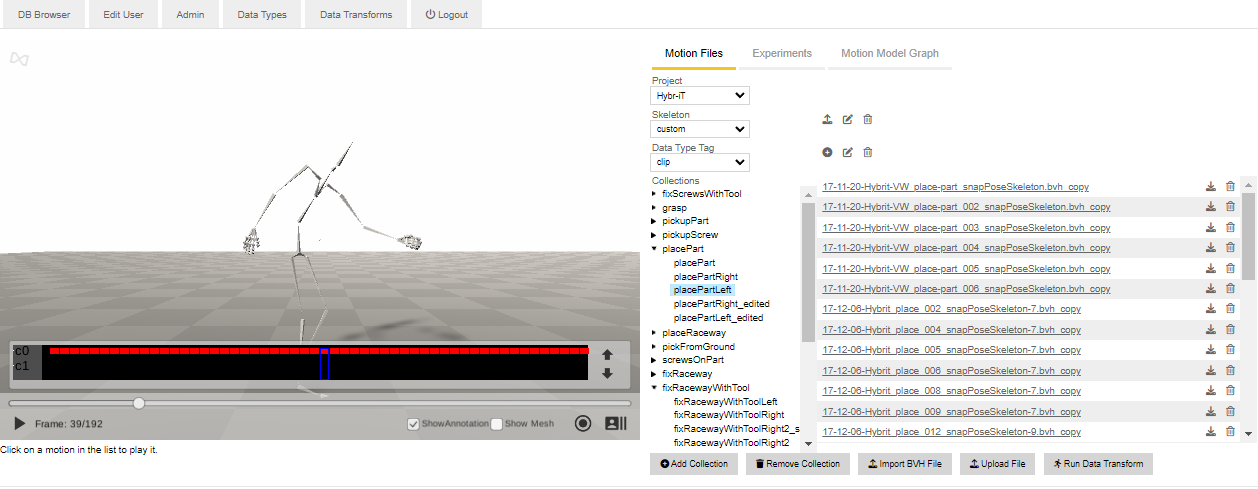 DB Browser
Edit User
Admin
Data Types
Data Transforms
Logout
Motion Files
Experiments
Motion Model Graph
Project
Hybr-iT
Skeleton
custom
Data Type Tag
clip
Collections
fixScrewsWithTool
grasp
pickupPart
pickupScrew
placePart
placePart
placePartRight
placePartLeft
placePartRight_edited
placePartLeft_edited
placeRaceway
pickFromGround
screwsOnPart
fixRaceway
fixRacewayWithTool
fixRacewayWithToolLeft
fixRacewayWithToolRight
fixRacewayWithToolRight2_s
fixRacewayWithToolRight2
17-11-20-Hybrit-VW_place-part_snapPoseSkeleton.bvh_copy
17-11-20-Hybrit-VW_place-part_002_snapPoseSkeleton.bvh_copy
17-11-20-Hybrit-VW_place-part_003_snapPoseSkeleton.bvh_copy
17-11-20-Hybrit-VW_place-part_004_snapPoseSkeleton.bvh_copy
17-11-20-Hybrit-VW_place-part_005_snapPoseSkeleton.bvh_copy
17-11-20-Hybrit-VW_place-part_006_snapPoseSkeleton.bvh_copy
17-12-06-Hybrit_place_002_snapPoseSkeleton-7.bvh_copy
17-12-06-Hybrit_place_004_snapPoseSkeleton-7.bvh_copy
17-12-06-Hybrit_place_005_snapPoseSkeleton-7.bvh_copy
17-12-06-Hybrit_place_006_snapPoseSkeleton-7.bvh_copy
17-12-06-Hybrit_place_008_snapPoseSkeleton-7.bvh_copy
17-12-06-Hybrit_place_009_snapPoseSkeleton-7.bvh_copy
17-12-06-Hybrit_place_012_snapPoseSkeleton-9.bvh_copy
c0
c1
Frame: 39/192
ShowAnnotation
Show Mesh
Click on a motion in the list to play it.
Add Collection
Remove Collection
Import BVH File
Upload File
Run Data Transform